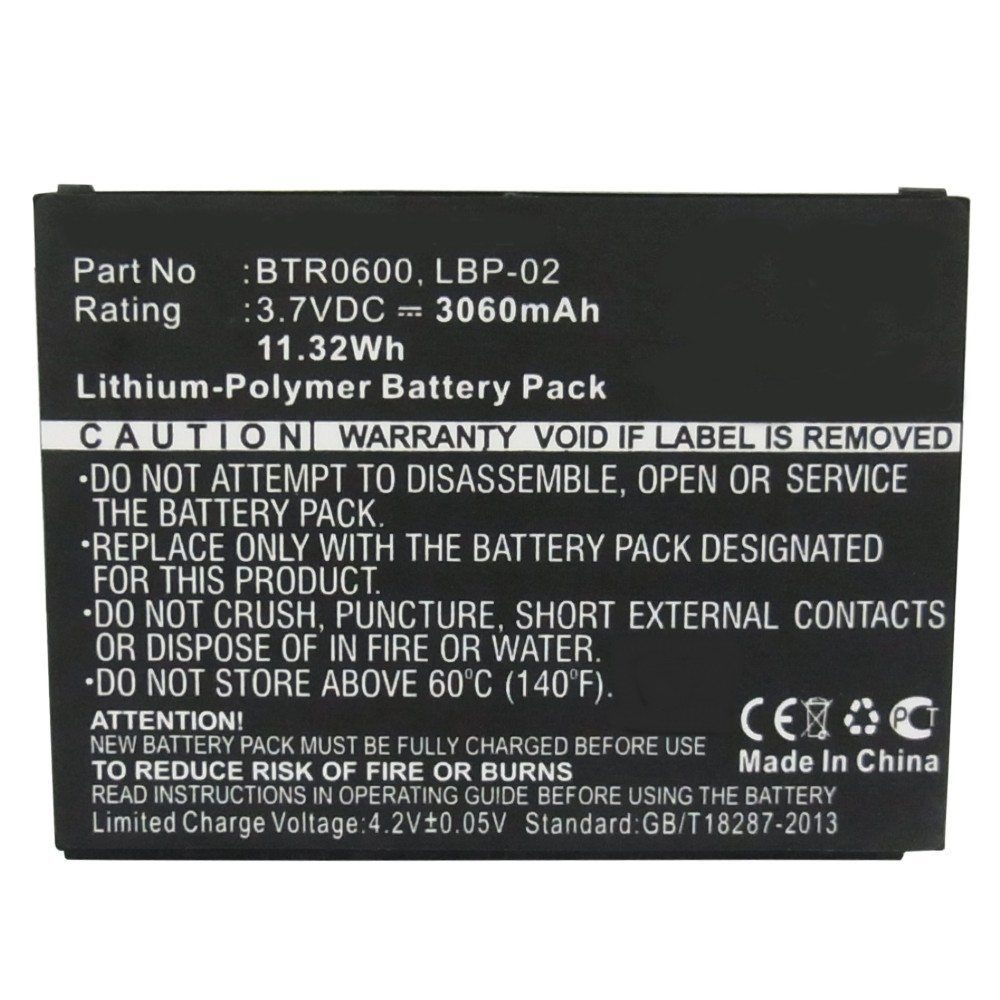 Part No :BTR0600, LBP-02
Rating :3.7VDC ⎓ 3060mAh
11.32Wh
Lithium-Polymer Battery Pack
CAUTION| WARRANTY VOID IF LABEL IS REMOVED
·DO NOT ATTEMPT TO DISASSEMBLE, OPEN OR SERVICE
THE BATTERY PACK.
·REPLACE ONLY WITH THE BATTERY PACK DESIGNATED
FOR THIS PRODUCT.
·DO NOT CRUSH, PUNCTURE, SHORT EXTERNAL CONTACTS
OR DISPOSE OF IN FIRE OR WATER.
·DO NOT STORE ABOVE 60°C (140°F).
ATTENTION!
NEW BATTERY PACK MUST BE FULLY CHARGED BEFORE USE
TO REDUCE RISK OF FIRE OR BURNS
READ INSTRUCTIONS IN OPERATING GUIDE BEFORE USING THE BATTERY
Limited Charge Voltage:4.2V±0.05V Standard:GB/T18287-2013
CE PCT
Made In China